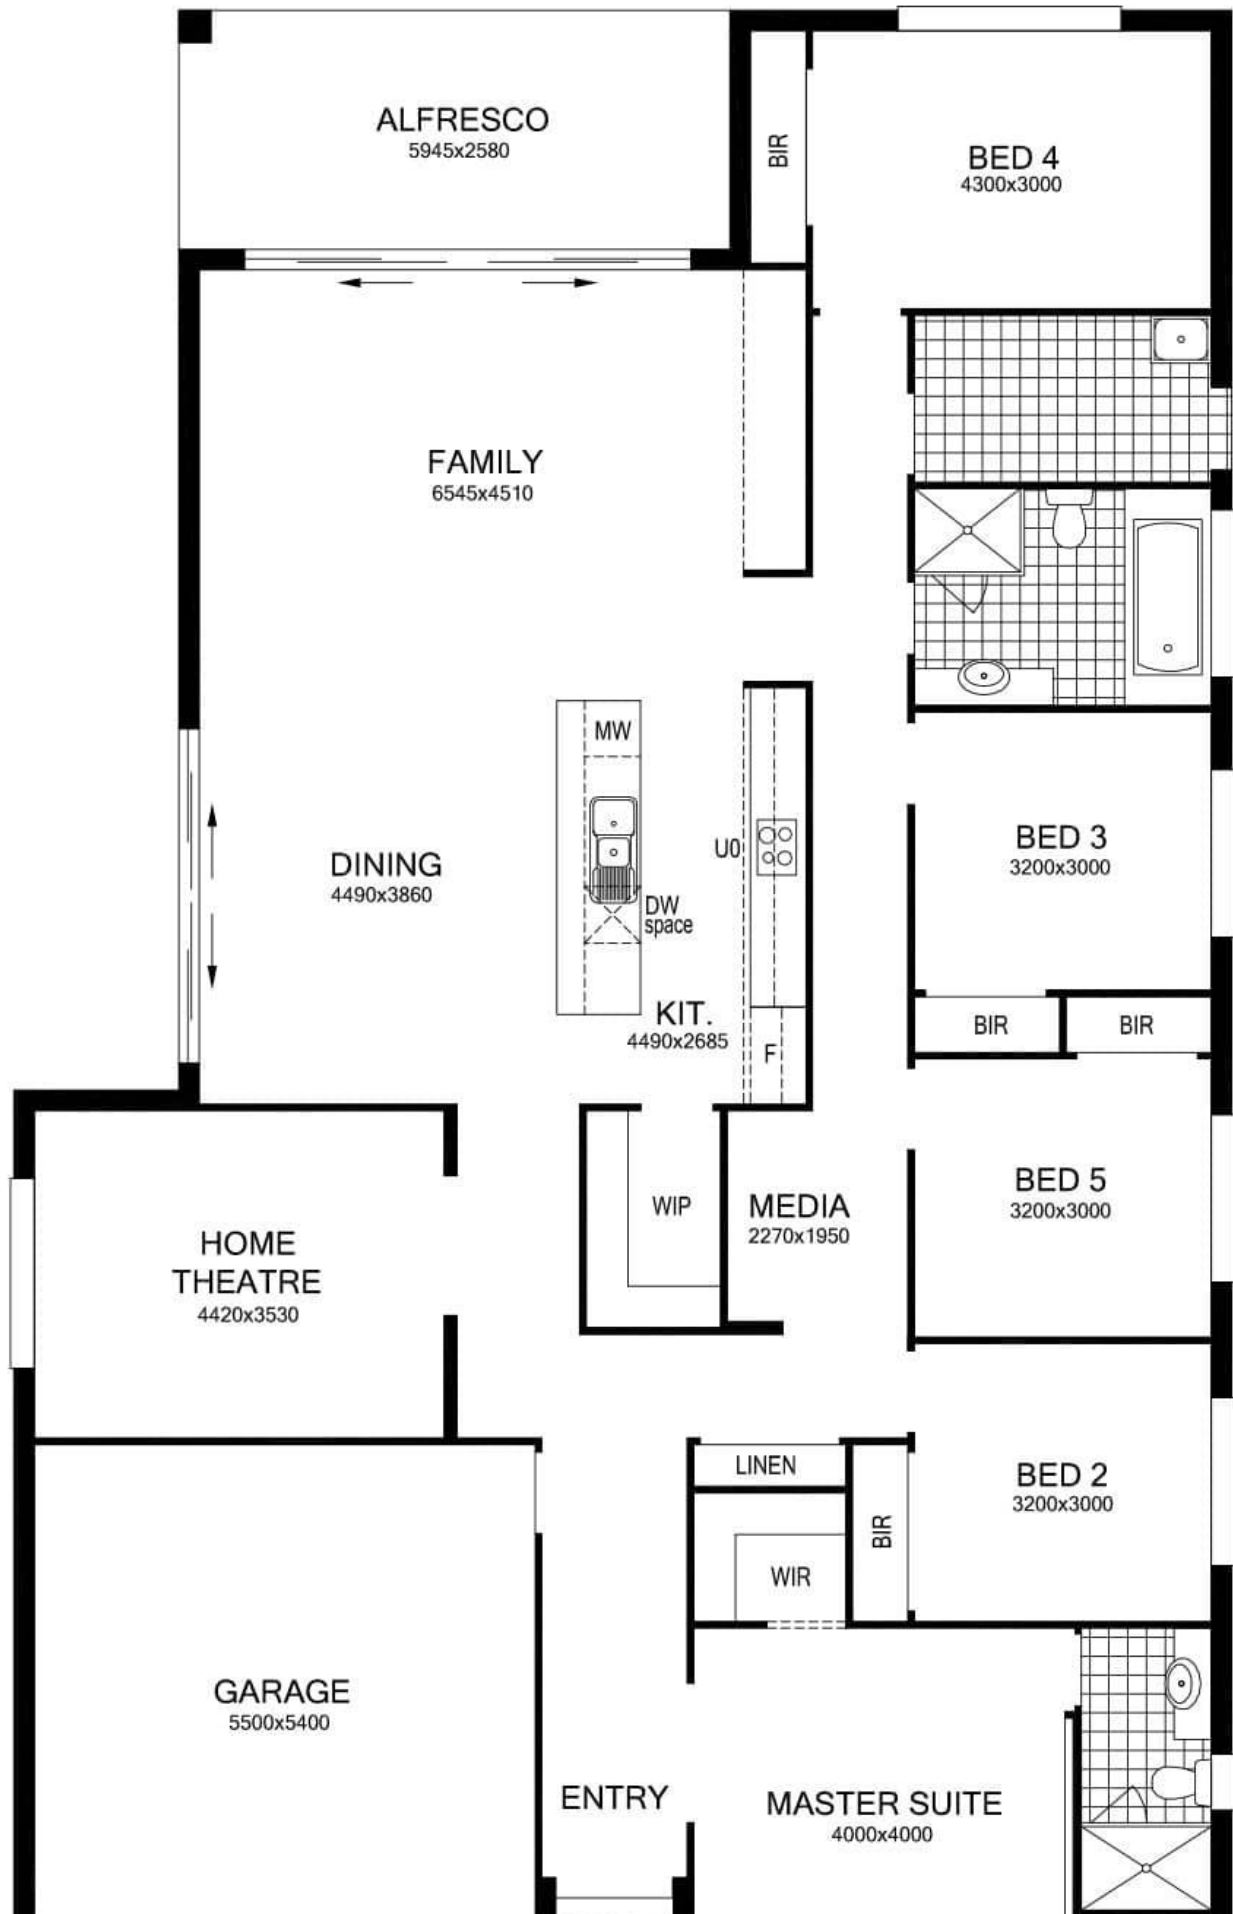 ALFRESCO
5945x2580
BIR
BED 4
4300x3000
FAMILY
6545x4510
MW
U0
DINING
4490x3860
DW
space
BED 3
3200x3000
KIT.
4490x2685
F
BIR
BIR
WIP
MEDIA
2270x1950
BED 5
3200x3000
HOME
THEATRE
4420x3530
LINEN
BED 2
3200x3000
BIR
WIR
GARAGE
5500x5400
ENTRY
MASTER SUITE
4000x4000